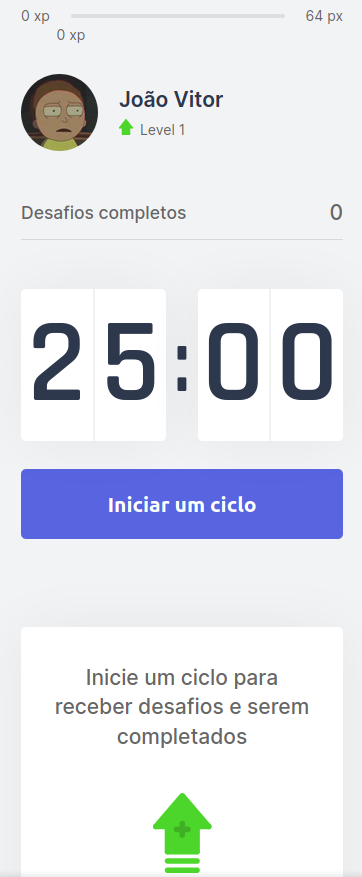 0 xp 64 px
0 xp
João Vitor
Level 1
Desafios completos 0
25:00
Iniciar um ciclo
Inicie um ciclo para
receber desafios e serem
completados